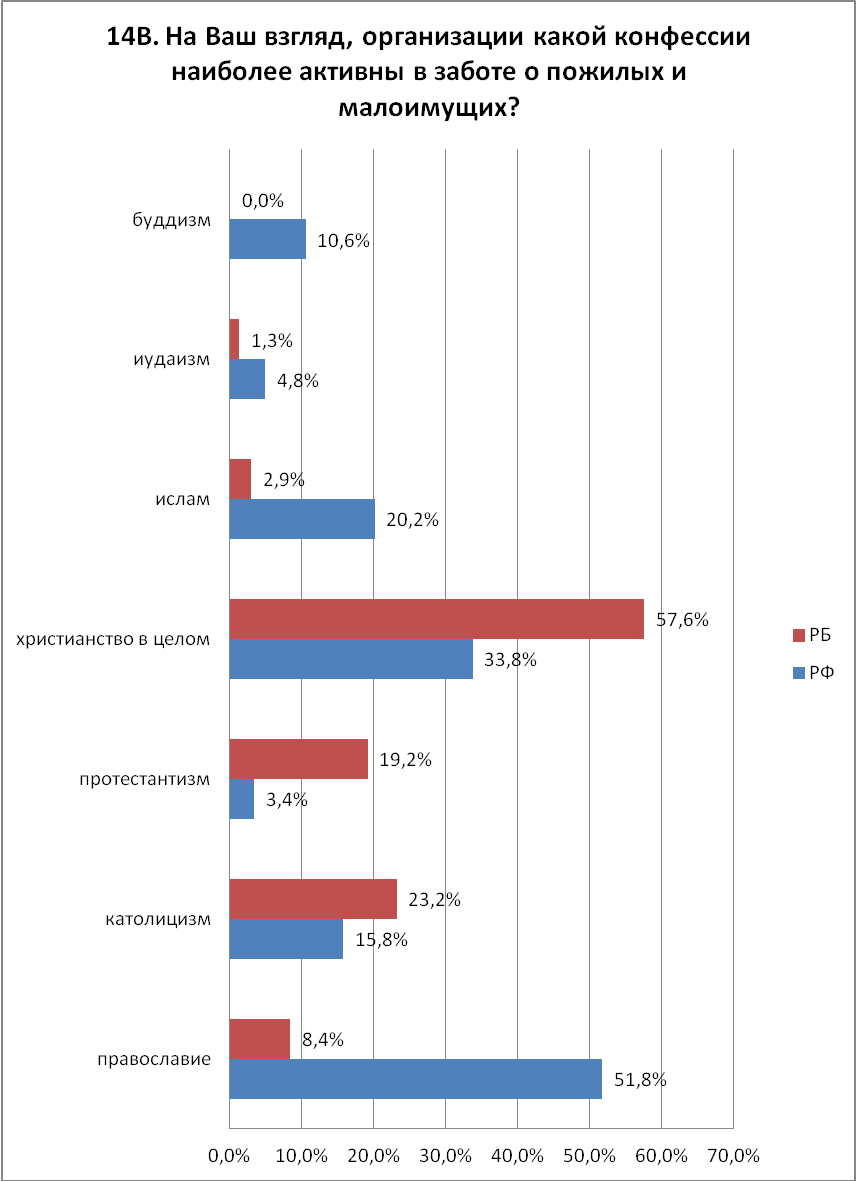 14В. На Ваш взгляд, организации какой конфессии
наиболее активны в заботе о пожилых и
малоимущих?
буддизм
0,0%
10,6%
иудаизм
1,3%
4,8%
ислам
2,9%
20,2%
христианство в целом
57,6%
33,8%
протестантизм
19,2%
3,4%
католицизм
23,2%
15,8%
православие
8,4%
51,8%
РБ
РФ
0,0% 10,0% 20,0% 30,0% 40,0% 50,0% 60,0% 70,0%